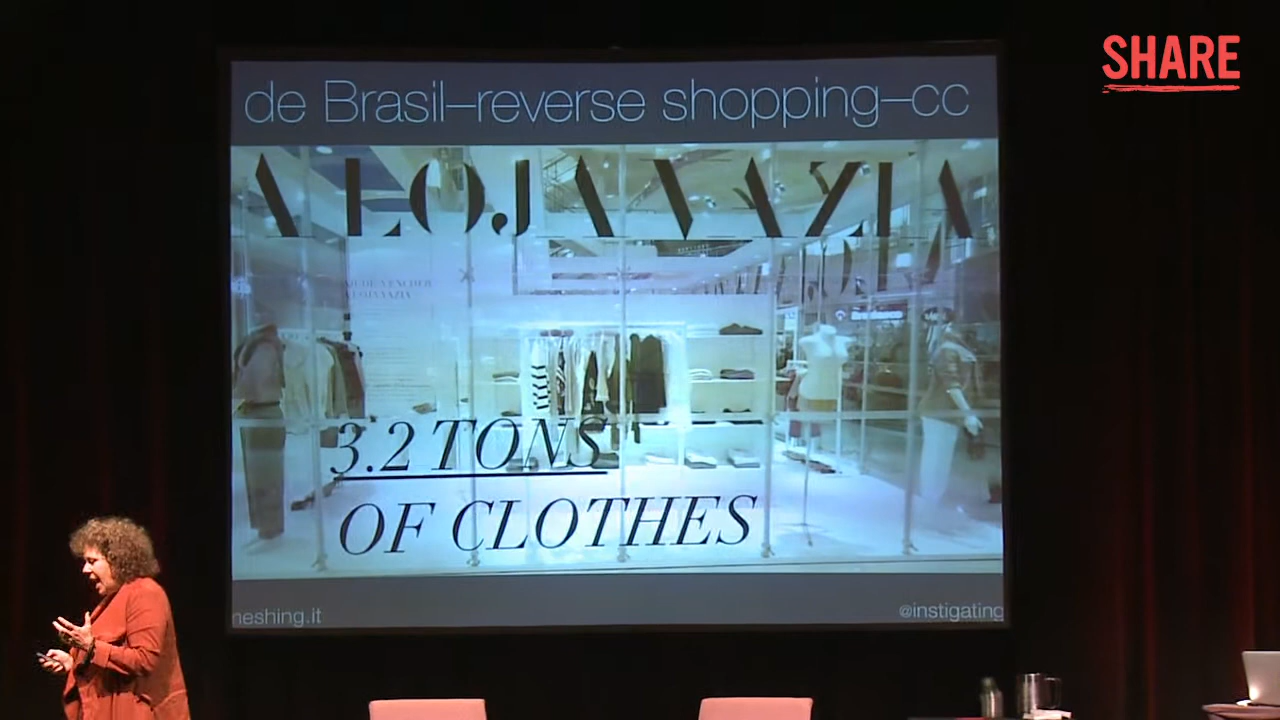 SHARE
de Brasil–reverse shopping–cc
A LOJA VAZIA
3.2 TONS
OF CLOTHES
neshing.it
@instigating